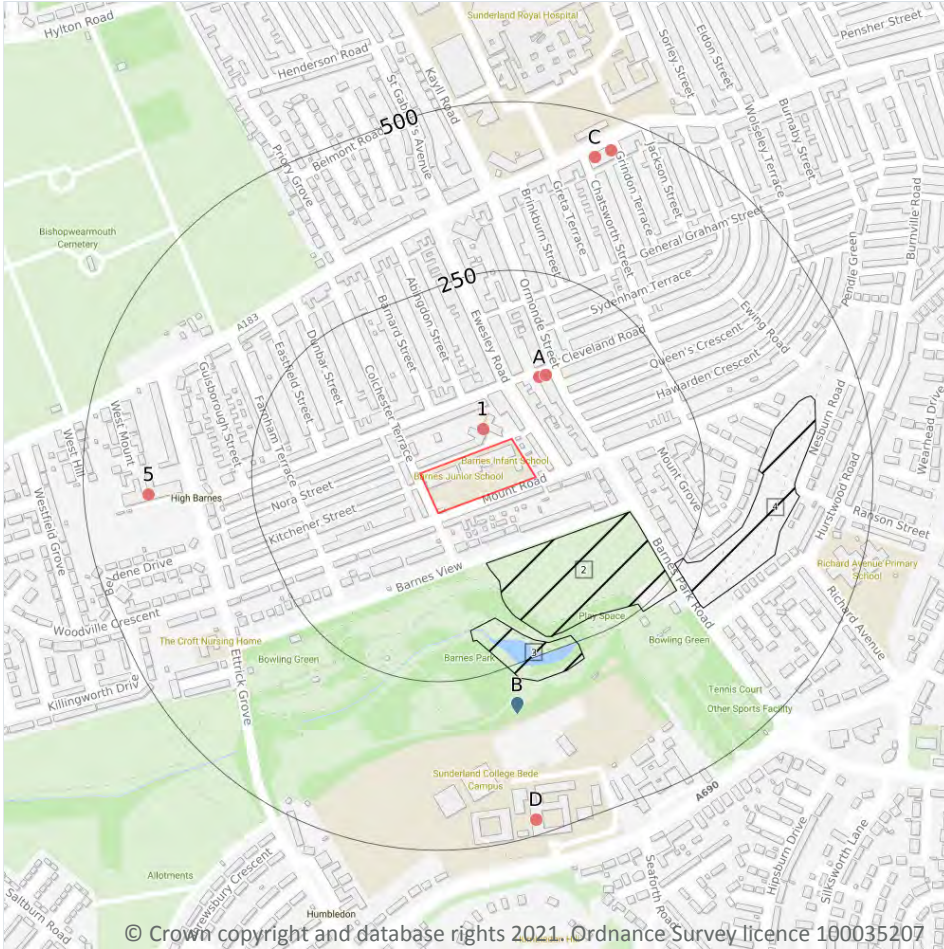 Hylton Road
Sunderland Royal Hospital
Pensher Street
Henderson Road
Kayll Road
Sorley Street
Eidon Street
500
Belmont Road
Priory Grove
C
Grindon Terrace
Jackson Street
Wolseley Terrace
Burnaby Street
Brinkburn Street
Greta Terrace
Chatsworth Street
General Graham Street
Burnville Road
Pendle Green
Bishopwearmouth
Cemetery
250
A183
Abingdon Street
Barnard Street
Ewesley Road
Ormonde Street
Sydenham Terrace
Ewing Road
Cleveland Road
Queen's Crescent
Hawarden Crescent
A
Dunbar Street
Eastfield Street
Colchester Terrace
Guisborough Street
Farnham Terrace
West Mount
West Hill
1
Barnes Infant School
Barnes Junior School
Mount Road
Mount Grove
Nesburn Road
Wearhead Drive
5
High Barnes
Nora Street
Kitchener Street
Westfield Grove
4
Hurstwood Road
Ranson Street
Barnes View
2
Barnes Park Road
Richard Avenue Primary
School
Richard Avenue
Woodville Crescent
The Croft Nursing Home
Play Space
Bowling Green
Bowling Green
Barnes Park
3
B
Killingworth Drive
Ettrick Grove
Tennis Court
Other Sports Facility
Sunderland College Bede
Campus
A690
D
Allotments
Seaforth Road
Hipsburn Drive
Silksworth Lane
Saltburn Road
Humbledon
© Crown copyright and database rights 2021. Ordnance Survey licence 100035207